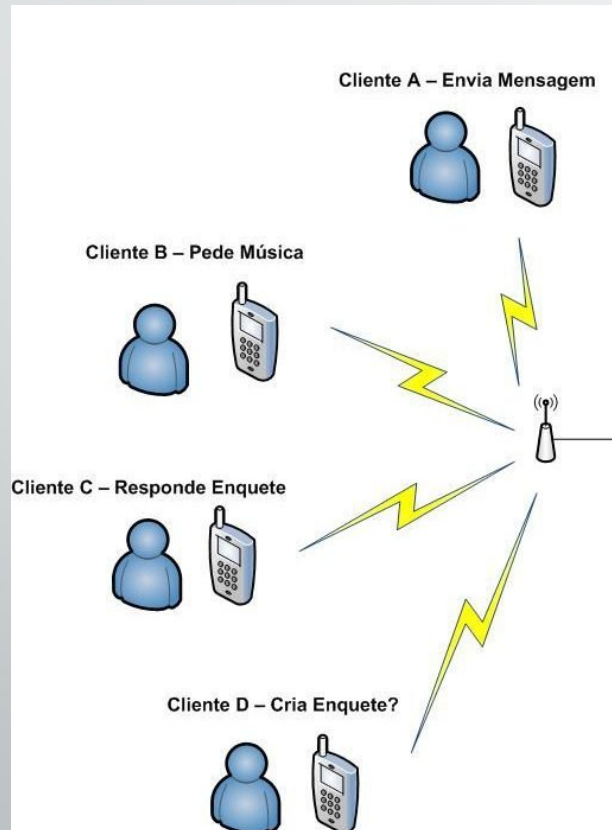 Cliente A – Envia Mensagem
Cliente B – Pede Música
Cliente C – Responde Enquete
Cliente D – Cria Enquete?